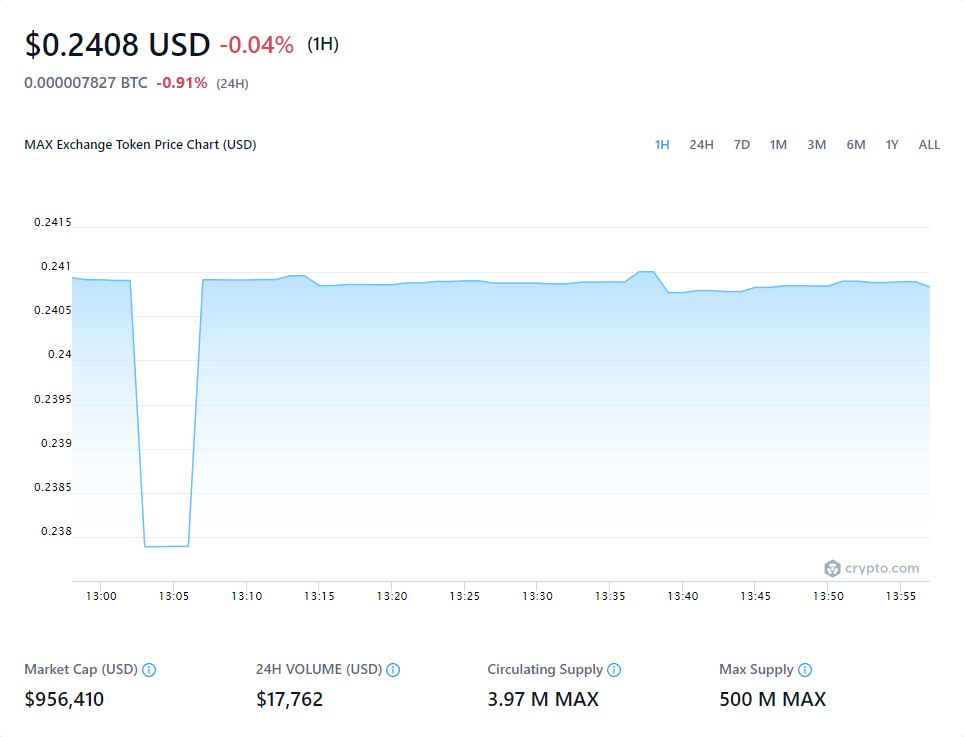 $0.2408 USD -0.04% (1H)
0.000007827 BTC -0.91% (24H)
MAX Exchange Token Price Chart (USD) 1H 24H 7D 1M 3M 6M 1Y ALL
0.2415
0.241
0.2405
0.24
0.2395
0.239
0.2385
0.238
crypto.com
13:00 13:05 13:10 13:15 13:20 13:25 13:30 13:35 13:40 13:45 13:50 13:55
Market Cap (USD) 24H VOLUME (USD) Circulating Supply Max Supply
$956,410 $17,762 3.97 M MAX 500 M MAX